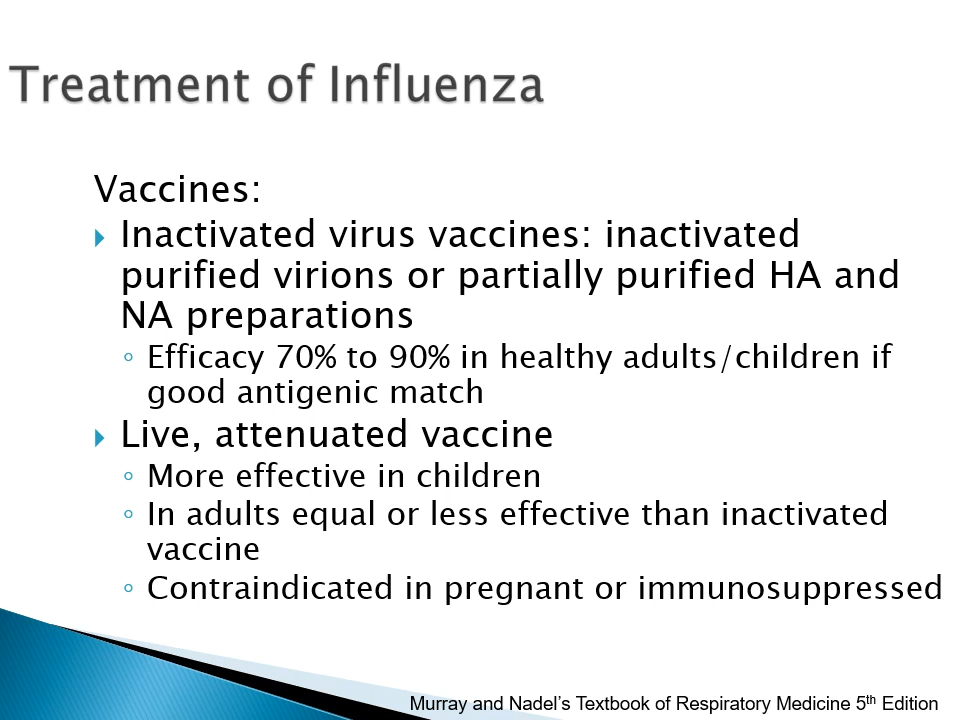 Treatment of Influenza
Vaccines:
Inactivated virus vaccines: inactivated
purified virions or partially purified HA and
NA preparations
Efficacy 70% to 90% in healthy adults/children if
good antigenic match
Live, attenuated vaccine
More effective in children
In adults equal or less effective than inactivated
vaccine
Contraindicated in pregnant or immunosuppressed
Murray and Nadel’s Textbook of Respiratory Medicine 5th Edition